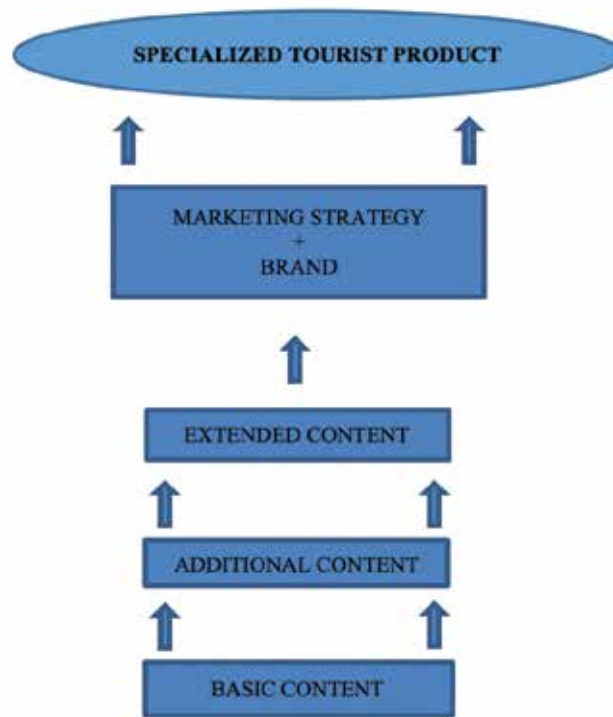 SPECIALIZED TOURIST PRODUCT
MARKETING STRATEGY
+
BRAND
EXTENDED CONTENT
ADDITIONAL CONTENT
BASIC CONTENT